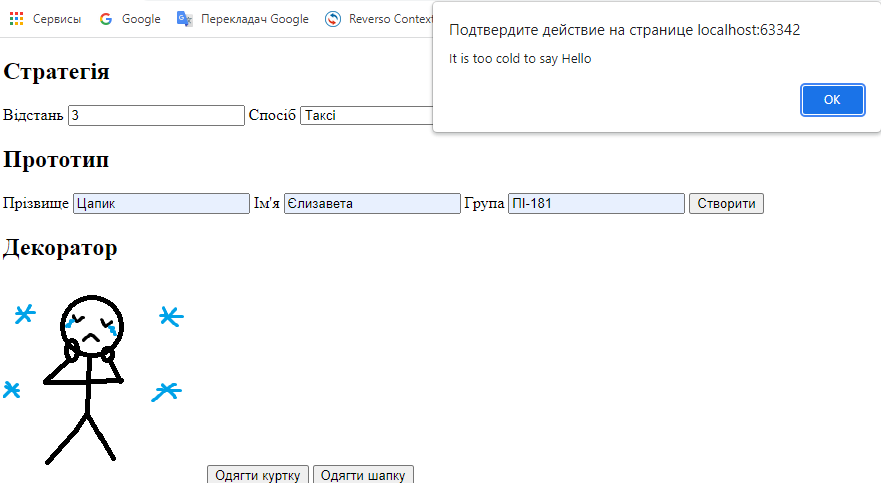 Сервисы Google Перекладач Google Reverso Context
Подтвердите действие на странице localhost:63342
It is too cold to say Hello
OK
Стратегія
Відстань 3 Спосіб Таксі
Прототип
Прізвище Цапик Ім'я Єлизавета Група ПІ-181 Створити
Декоратор
Одягти куртку Одягти шапку